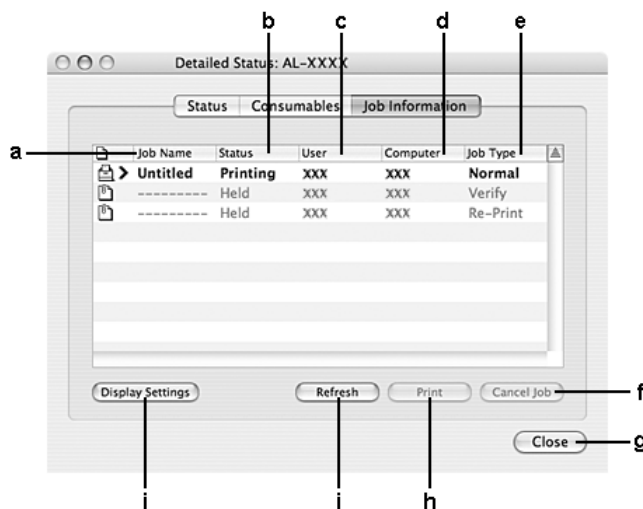 b c d e
Detailed Status: AL-XXXX
Status Consumables Job Information
a
Job Name Status User Computer Job Type
Untitled Printing XXX XXX Normal
--------- Held XXX XXX Verify
--------- Held XXX XXX Re-Print
Display Settings Refresh Print Cancel Job
f
Close
g
i i h